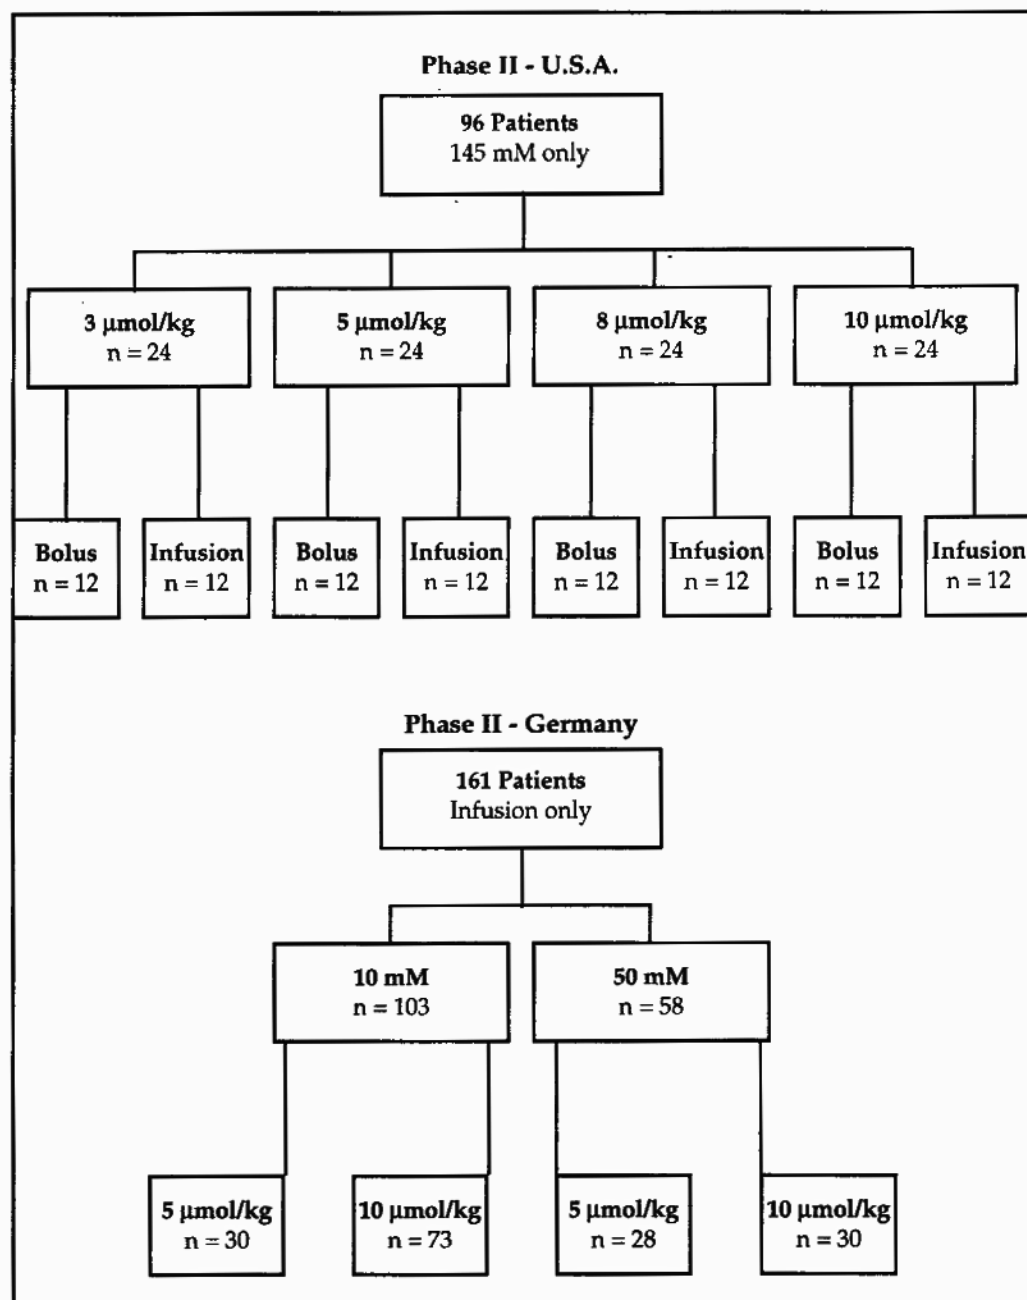 Phase II - U.S.A.
96 Patients
145 mM only
3 µmol/kg
n = 24
5 µmol/kg
n = 24
8 µmol/kg
n = 24
10 µmol/kg
n = 24
Bolus
n = 12
Infusion
n = 12
Bolus
n = 12
Infusion
n = 12
Bolus
n = 12
Infusion
n = 12
Bolus
n = 12
Infusion
n = 12
Phase II - Germany
161 Patients
Infusion only
10 mM
n = 103
50 mM
n = 58
5 µmol/kg
n = 30
10 µmol/kg
n = 73
5 µmol/kg
n = 28
10 µmol/kg
n = 30